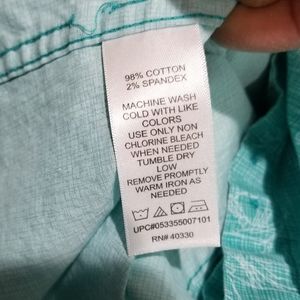 98% COTTON
2% SPANDEX
MACHINE WASH
COLD WITH LIKE
COLORS
USE ONLY NON
CHLORINE BLEACH
WHEN NEEDED
TUMBLE DRY
LOW
REMOVE PROMPTLY
WARM IRON AS
NEEDED
UPC#053355007101
RN# 40330